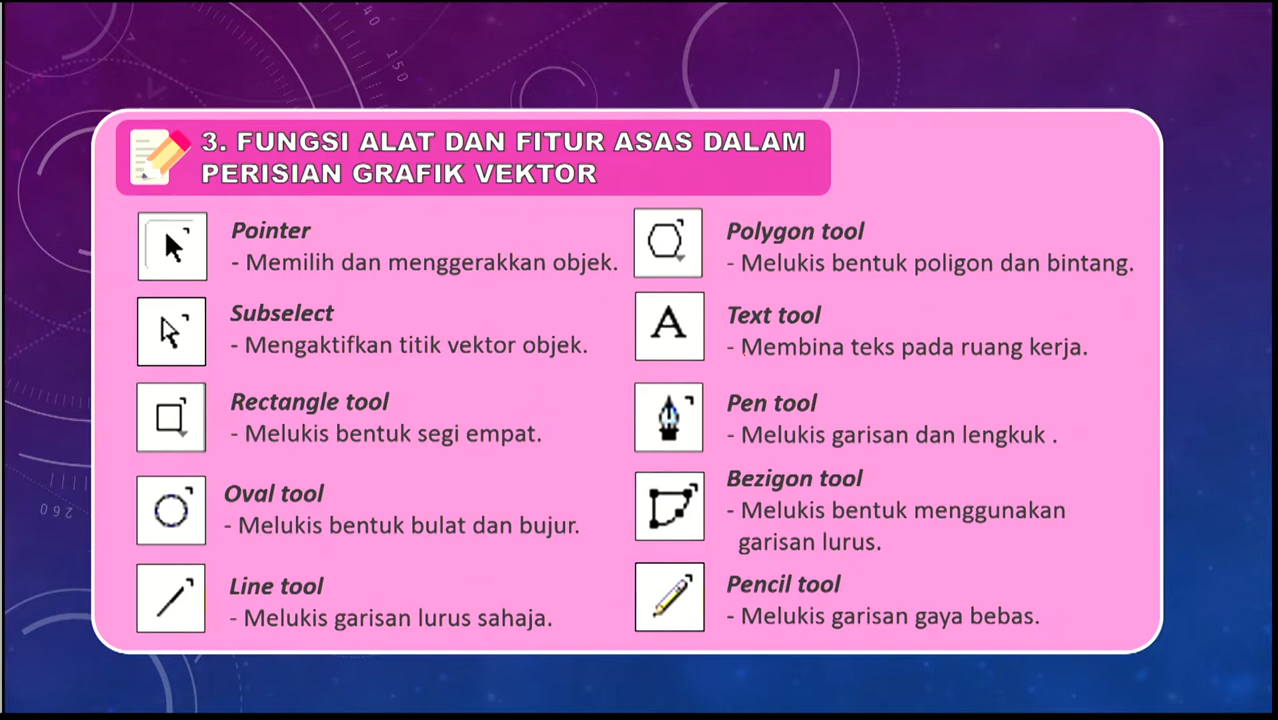 3. FUNGSI ALAT DAN FITUR ASAS DALAM
PERISIAN GRAFIK VEKTOR
Pointer
- Memilih dan menggerakkan objek.
Subselect
- Mengaktifkan titik vektor objek.
Rectangle tool
- Melukis bentuk segi empat.
Oval tool
- Melukis bentuk bulat dan bujur.
Line tool
- Melukis garisan lurus sahaja.
Polygon tool
- Melukis bentuk poligon dan bintang.
A
Text tool
- Membina teks pada ruang kerja.
Pen tool
- Melukis garisan dan lengkuk .
Bezigon tool
- Melukis bentuk menggunakan
garisan lurus.
Pencil tool
- Melukis garisan gaya bebas.
140
150
260